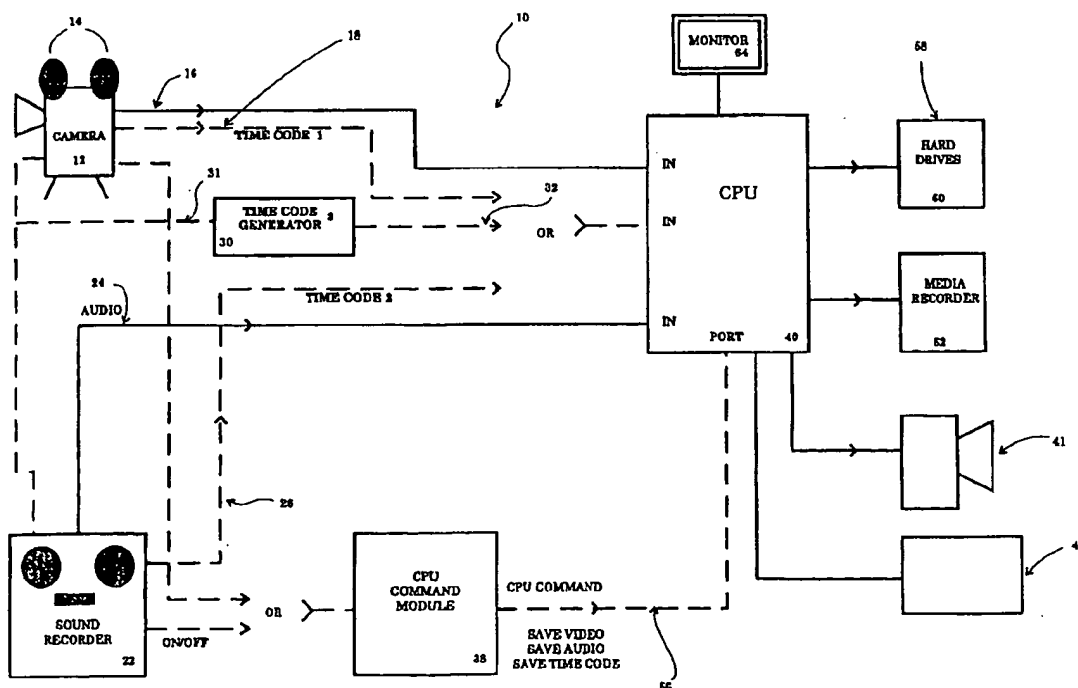 14
18
10
MONITOR
64
58
16
CAMERA
12
TIME CODE 1
IN
CPU
HARD
DRIVES
60
31
32
TIME CODE
GENERATOR 3
30
OR
IN
24
TIME CODE 2
MEDIA
RECORDER
52
AUDIO
IN
PORT
40
41
26
CPU
COMMAND
MODULE
38
CPU COMMAND
4
OR
SOUND
RECORDER
22
ON/OFF
SAVE VIDEO
SAVE AUDIO
SAVE TIME CODE